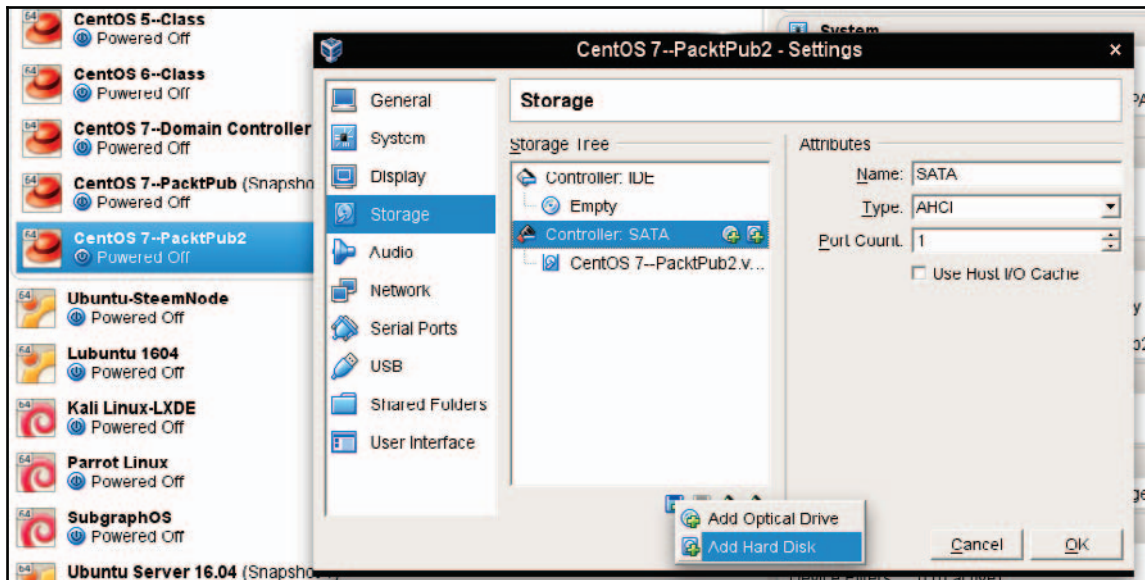 CentOS 5--Class
Powered Off
CentOS 6--Class
Powered Off
CentOS 7--Domain Controller
Powered Off
CentOS 7--PacktPub (Snapsho
Powered Off
CentOS 7--PacktPub2
Powered Off
Ubuntu-SteemNode
Powered Off
Lubuntu 1604
Powered Off
Kali Linux-LXDE
Powered Off
Parrot Linux
Powered Off
SubgraphOS
Powered Off
Ubuntu Server 16.04 (Snapsho
System
CentOS 7--PacktPub2 - Settings
General
System
Display
Storage
Audio
Network
Serial Ports
USB
Shared Folders
User Interface
Storage
Storage Tree
Controller: IDE
Empty
Controller: SATA
CentOS 7--PacktPub2.v...
Attributes
Name: SATA
Type: AHCI
Port Count: 1
Use Host I/O Cache
Add Optical Drive
Add Hard Disk
Cancel
OK